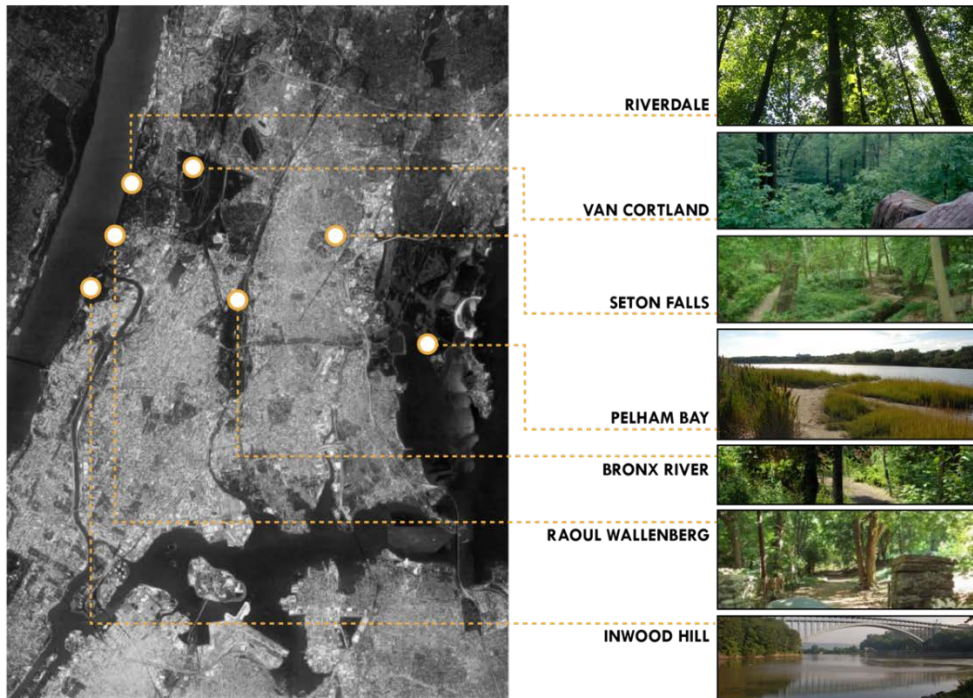 RIVERDALE
VAN CORTLAND
SETON FALLS
PELHAM BAY
BRONX RIVER
RAOUL WALLENBERG
INWOOD HILL